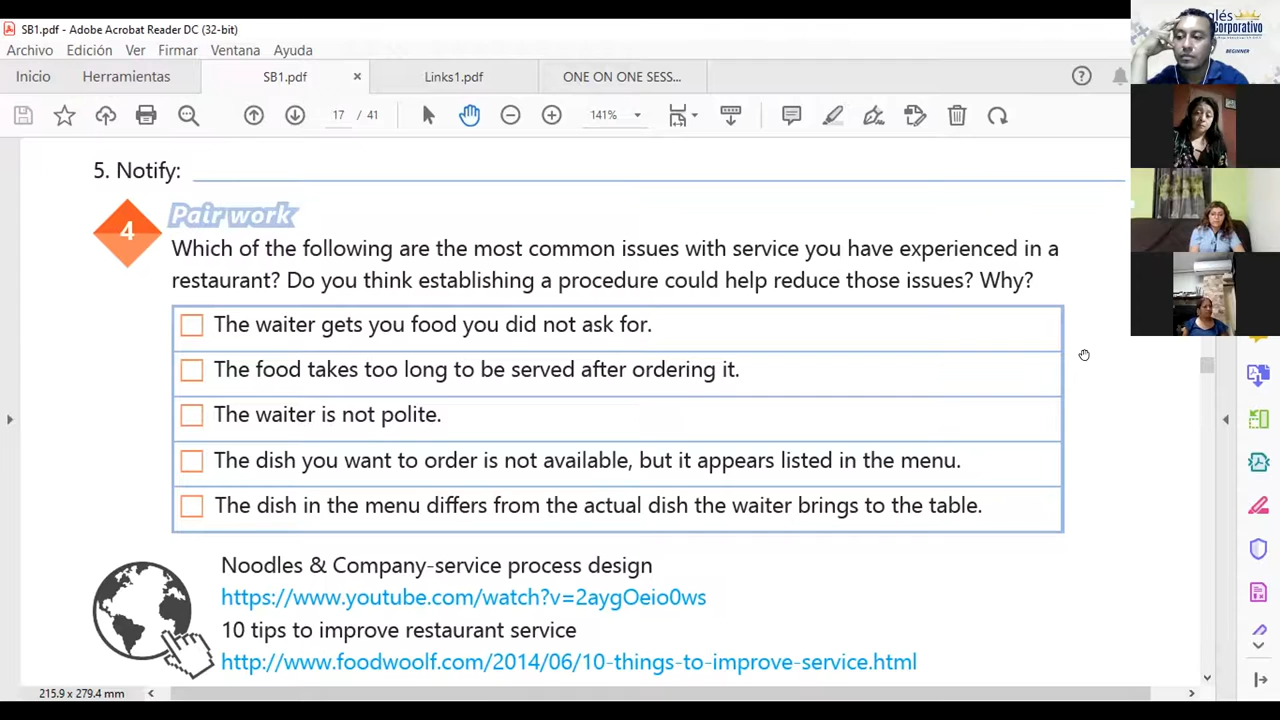 SB1.pdf - Adobe Acrobat Reader DC (32-bit)
Archivo Edición Ver Firmar Ventana Ayuda
Inicio Herramientas SB1.pdf × Links1.pdf ONE ON ONE SESS... ?
17 / 41 141%
5. Notify:
4 Pair work
Which of the following are the most common issues with service you have experienced in a
restaurant? Do you think establishing a procedure could help reduce those issues? Why?
The waiter gets you food you did not ask for.
The food takes too long to be served after ordering it.
The waiter is not polite.
The dish you want to order is not available, but it appears listed in the menu.
The dish in the menu differs from the actual dish the waiter brings to the table.
Noodles & Company-service process design
https://www.youtube.com/watch?v=2aygOeio0ws
10 tips to improve restaurant service
http://www.foodwoolf.com/2014/06/10-things-to-improve-service.html
215.9 x 279.4 mm
BEGINNER